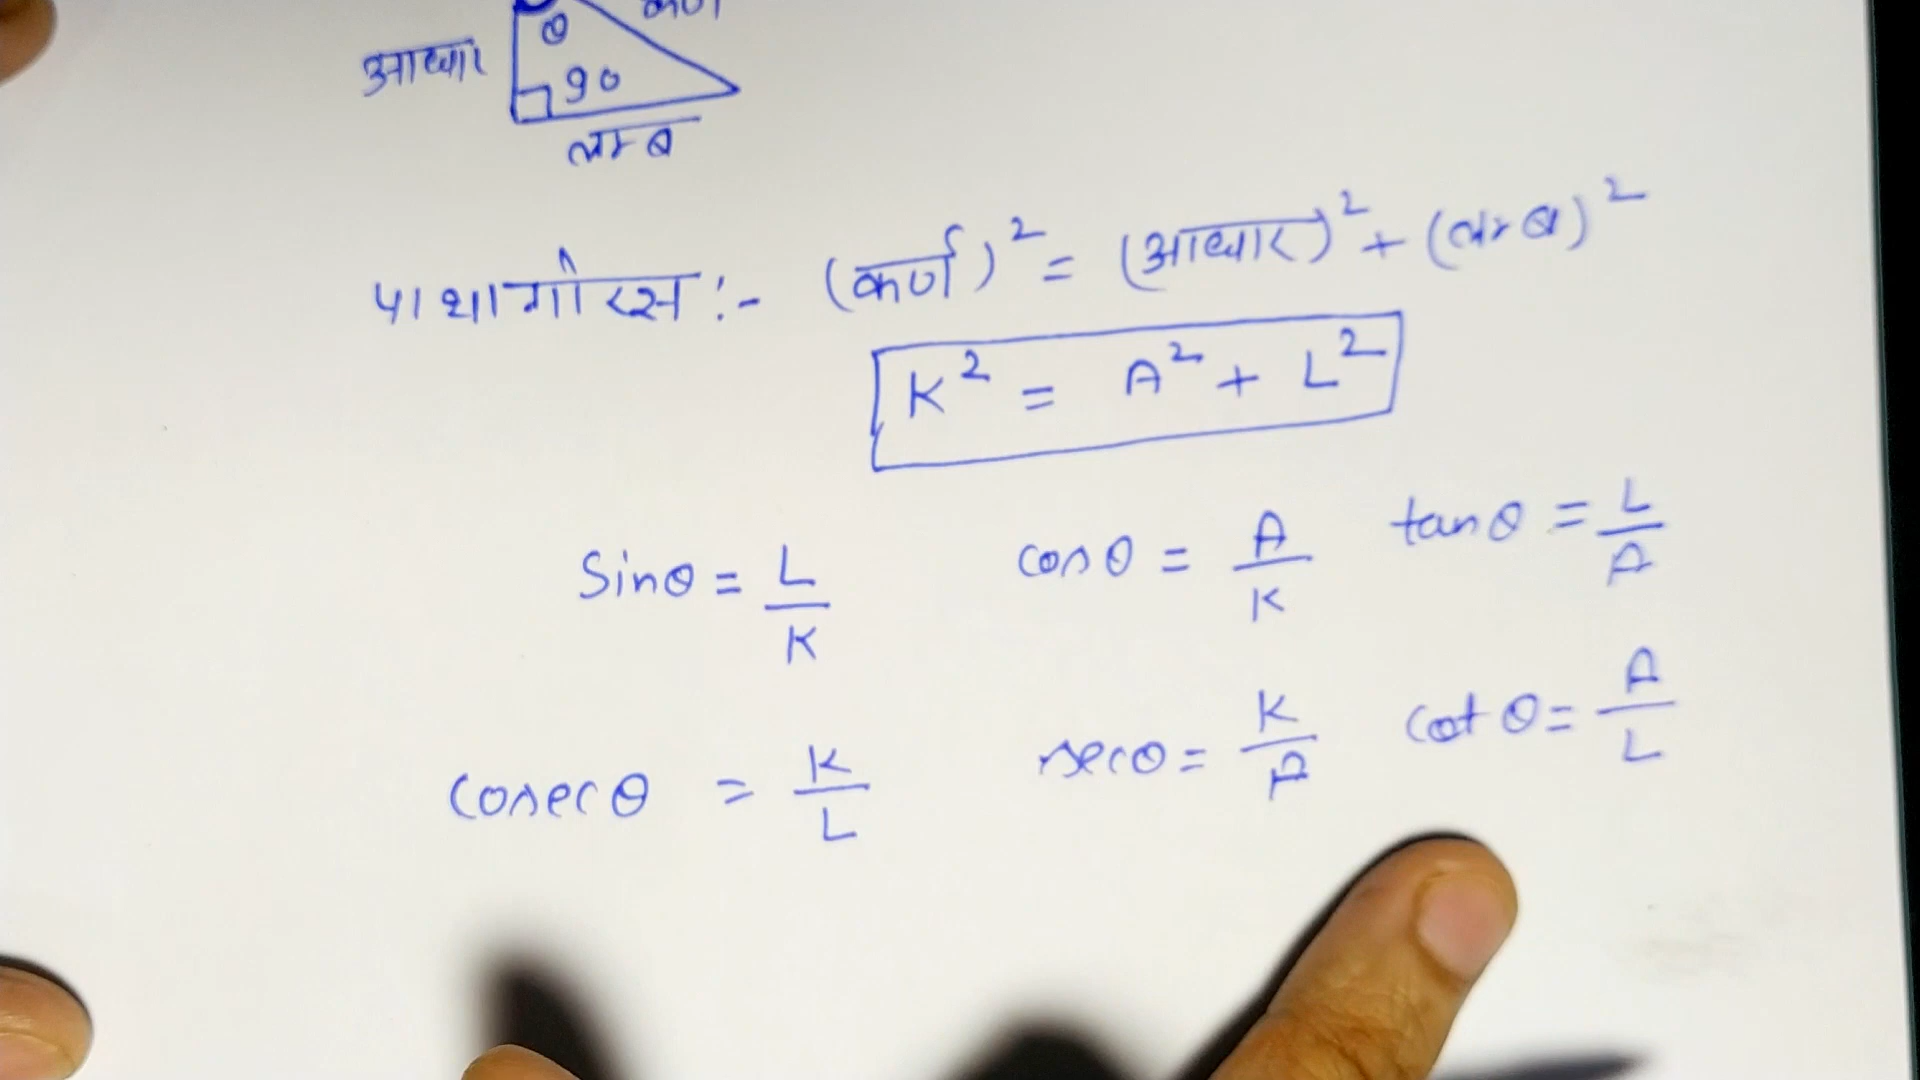 कर्ण
θ
आधार
90
लम्ब
पाथागोरस :- (कर्ण)² = (आधार)² + (लम्ब)²
K² = A² + L²
Sinθ = L/K cosθ = A/K tanθ = L/A
cosecθ = K/L secθ = K/A cotθ = A/L